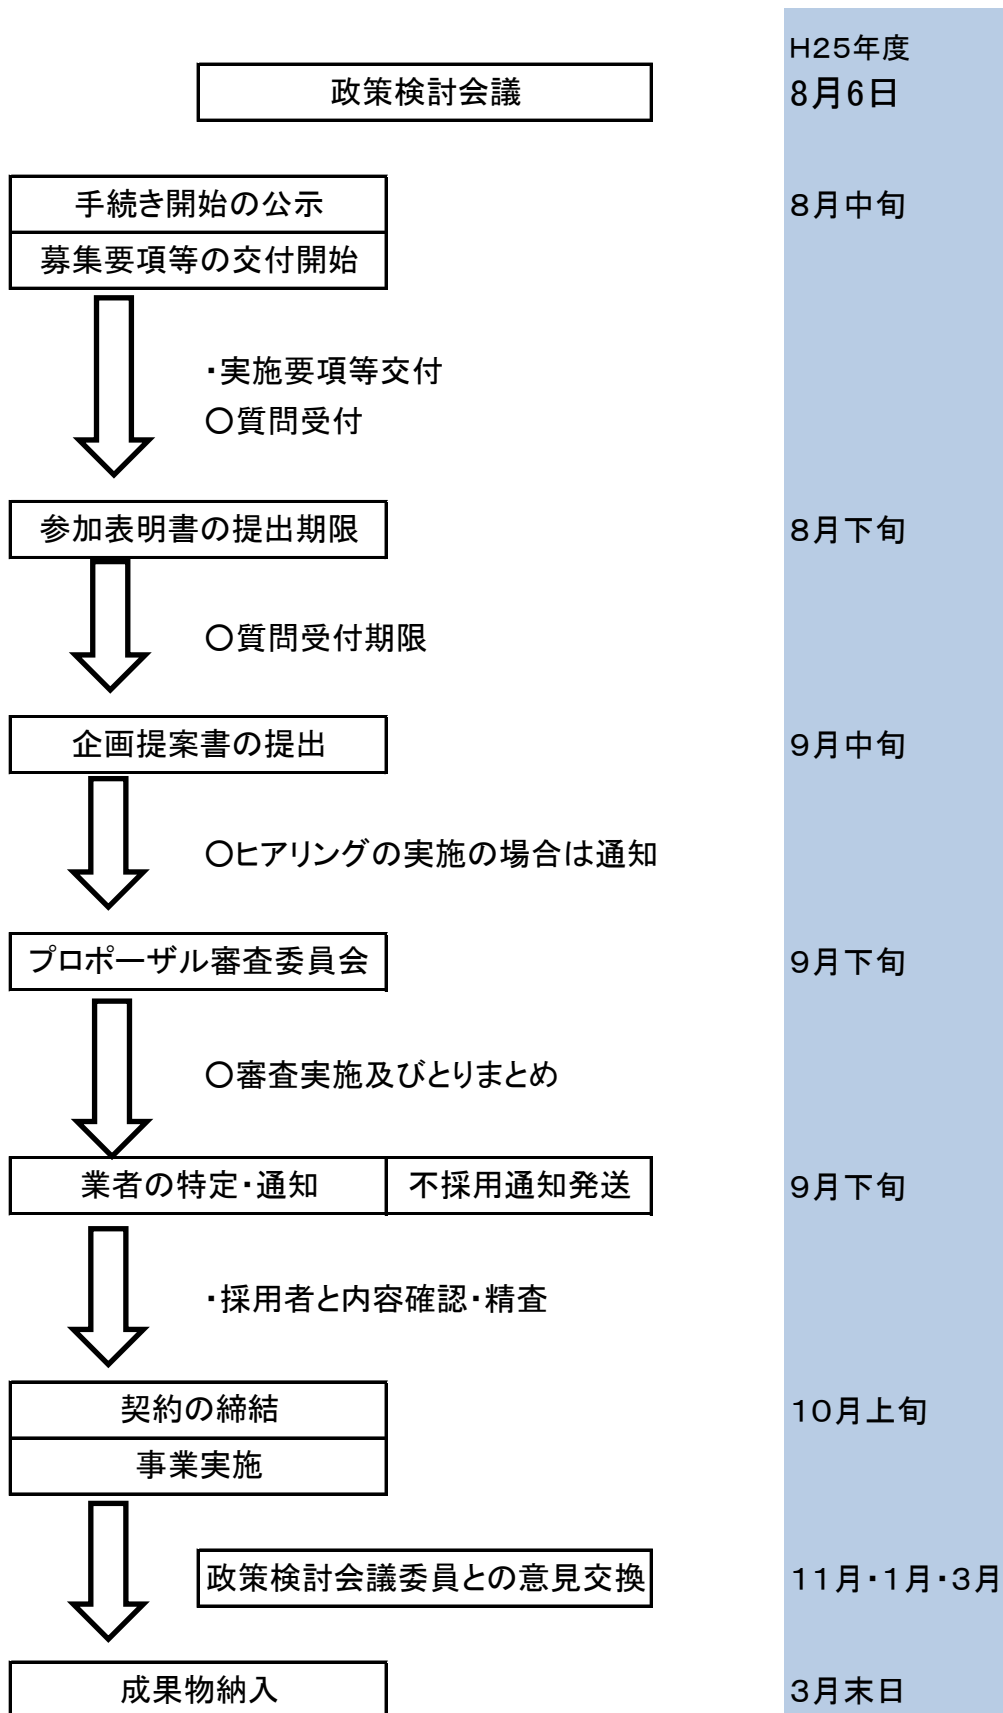 H25年度
政策検討会議
8月6日
手続き開始の公示
8月中旬
募集要項等の交付開始
・実施要項等交付
○質問受付
参加表明書の提出期限
8月下旬
○質問受付期限
企画提案書の提出
9月中旬
○ヒアリングの実施の場合は通知
プロポーザル審査委員会
9月下旬
○審査実施及びとりまとめ
業者の特定・通知
不採用通知発送
9月下旬
・採用者と内容確認・精査
契約の締結
10月上旬
事業実施
政策検討会議委員との意見交換
11月・1月・3月
成果物納入
3月末日